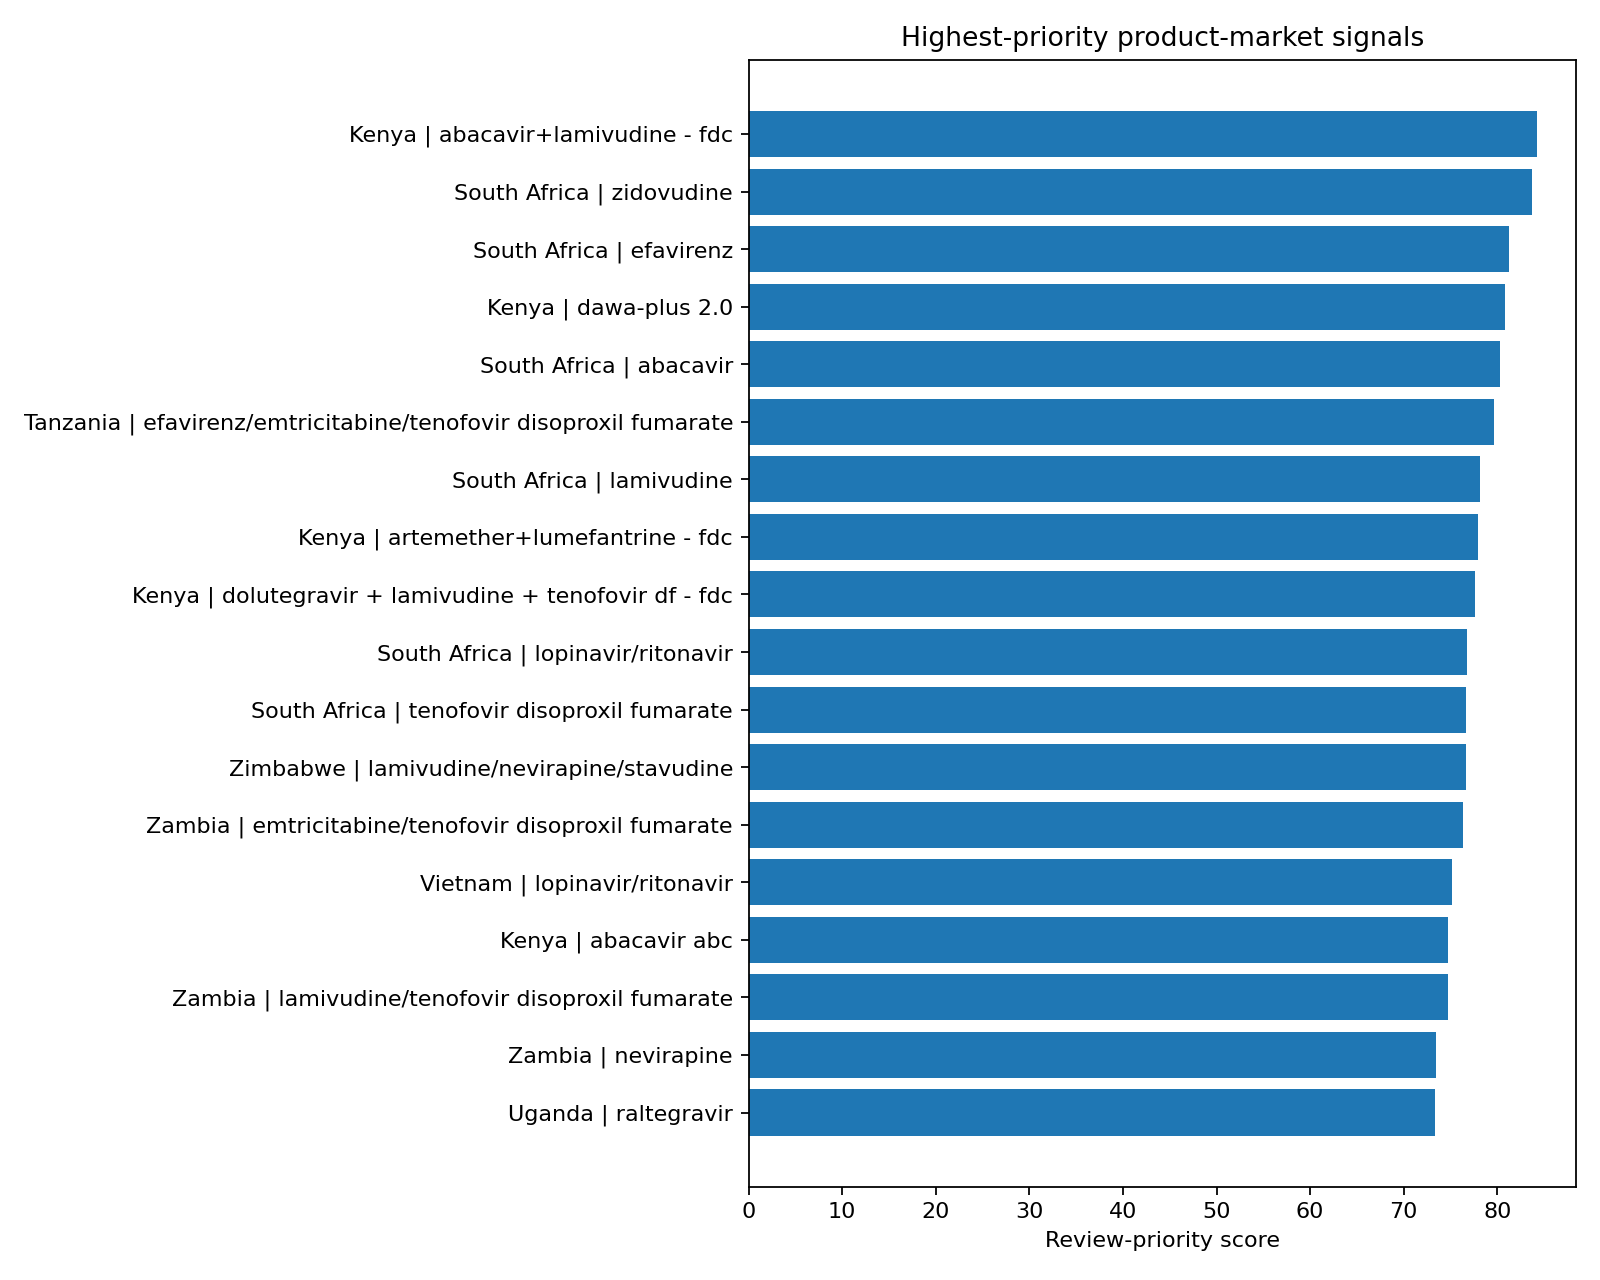 Highest-priority product-market signals
Kenya | abacavir+lamivudine - fdc
South Africa | zidovudine
South Africa | efavirenz
Kenya | dawa-plus 2.0
South Africa | abacavir
Tanzania | efavirenz/emtricitabine/tenofovir disoproxil fumarate
South Africa | lamivudine
Kenya | artemether+lumefantrine - fdc
Kenya | dolutegravir + lamivudine + tenofovir df - fdc
South Africa | lopinavir/ritonavir
South Africa | tenofovir disoproxil fumarate
Zimbabwe | lamivudine/nevirapine/stavudine
Zambia | emtricitabine/tenofovir disoproxil fumarate
Vietnam | lopinavir/ritonavir
Kenya | abacavir abc
Zambia | lamivudine/tenofovir disoproxil fumarate
Zambia | nevirapine
Uganda | raltegravir
0 10 20 30 40 50 60 70 80
Review-priority score